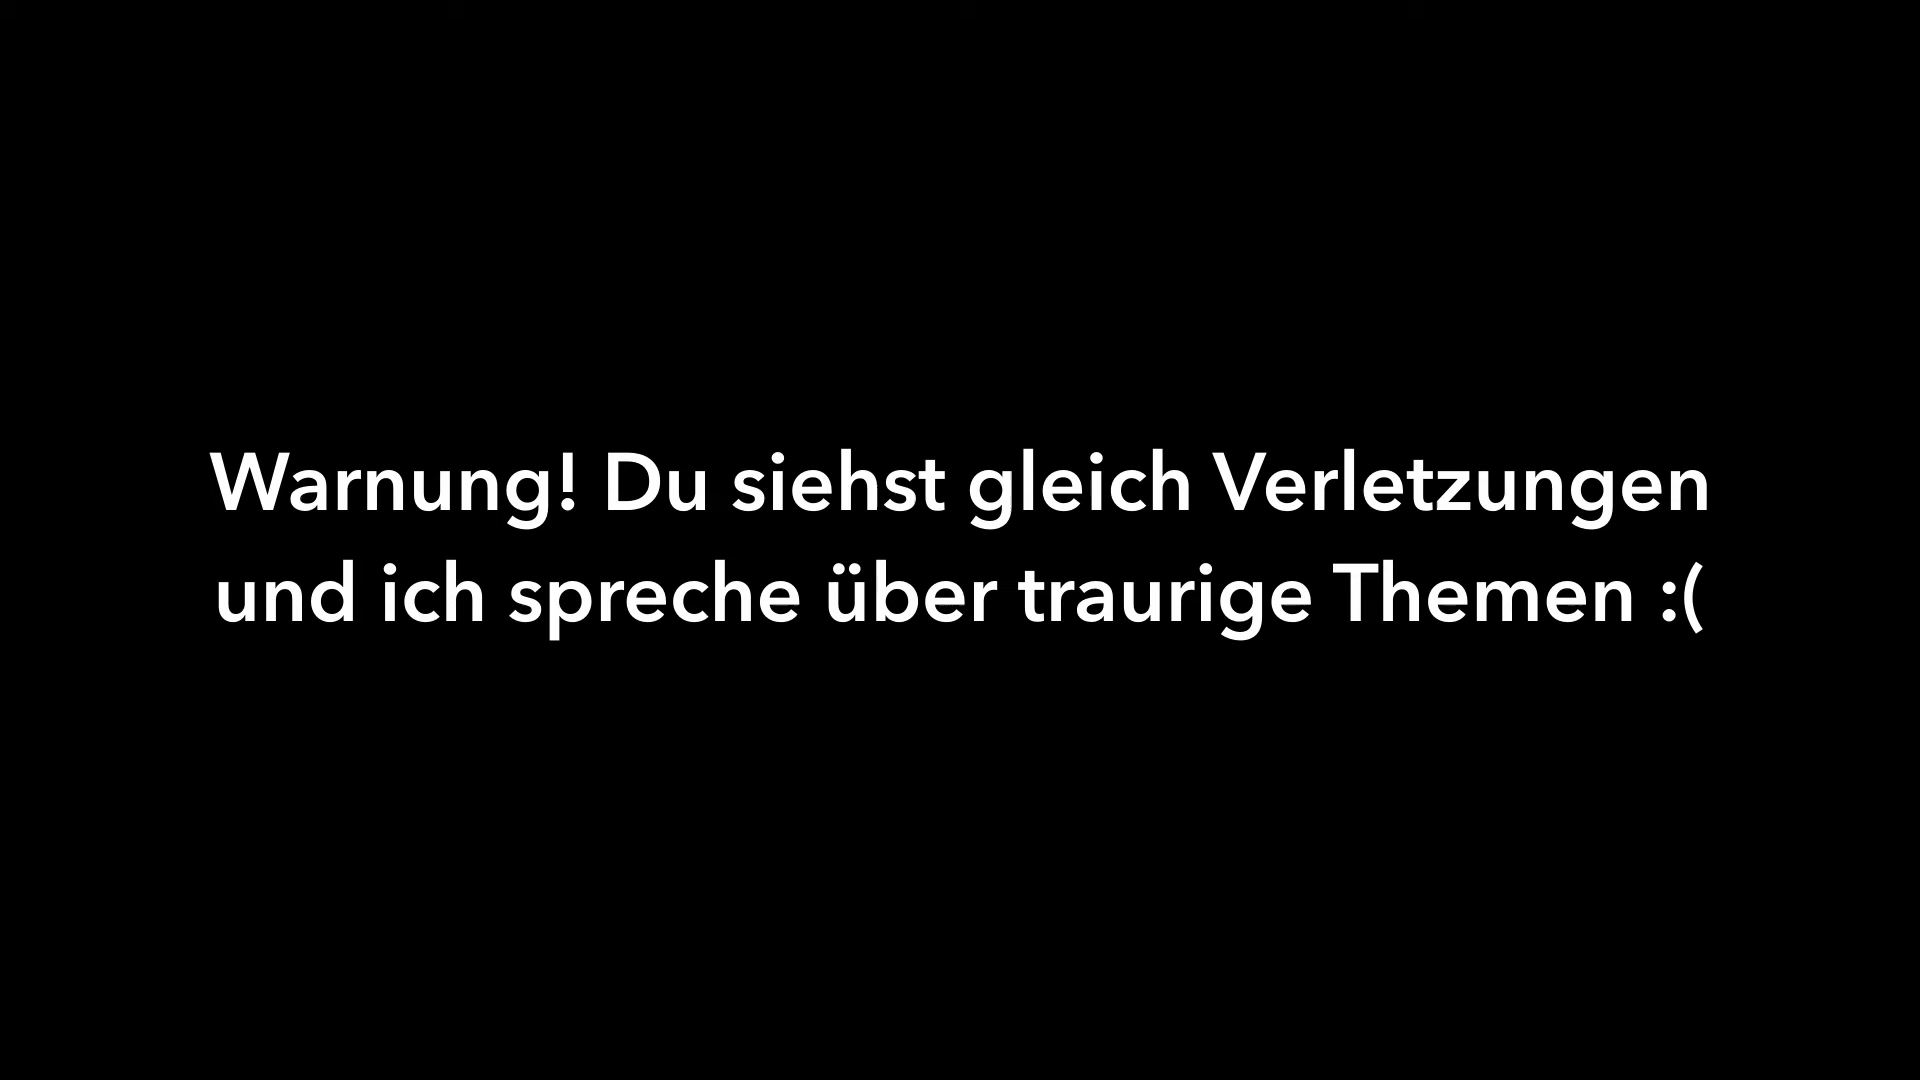 Warnung! Du siehst gleich Verletzungen
und ich spreche über traurige Themen :(